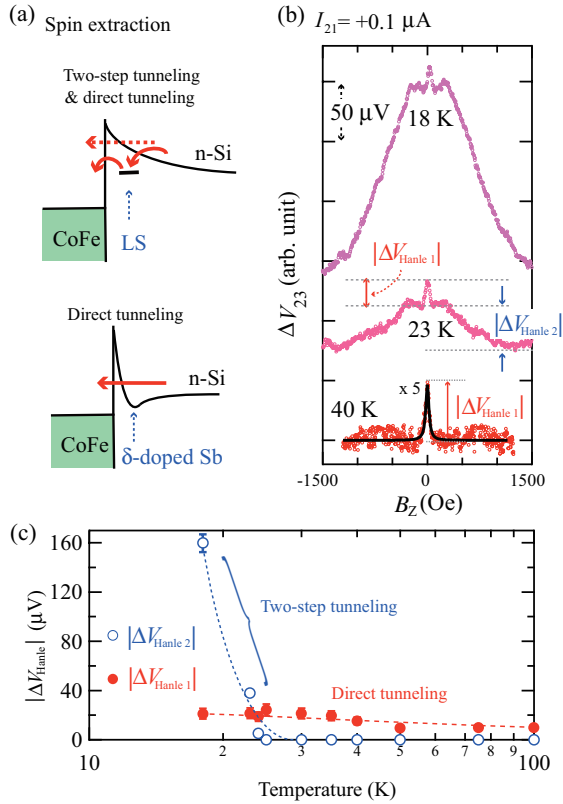 (a)
Spin extraction
Two-step tunneling
& direct tunneling
n-Si
CoFe
LS
Direct tunneling
n-Si
CoFe
δ-doped Sb
(b)
I21= +0.1 μA
50 μV
18 K
|ΔVHanle 1|
23 K
|ΔVHanle 2|
x 5
40 K
|ΔVHanle 1|
ΔV23 (arb. unit)
-1500
0
1500
BZ (Oe)
(c)
160
120
80
40
0
|ΔVHanle| (μV)
Two-step tunneling
|ΔVHanle 2|
|ΔVHanle 1|
Direct tunneling
10
2
3
4
5
6
7
8
9
100
Temperature (K)